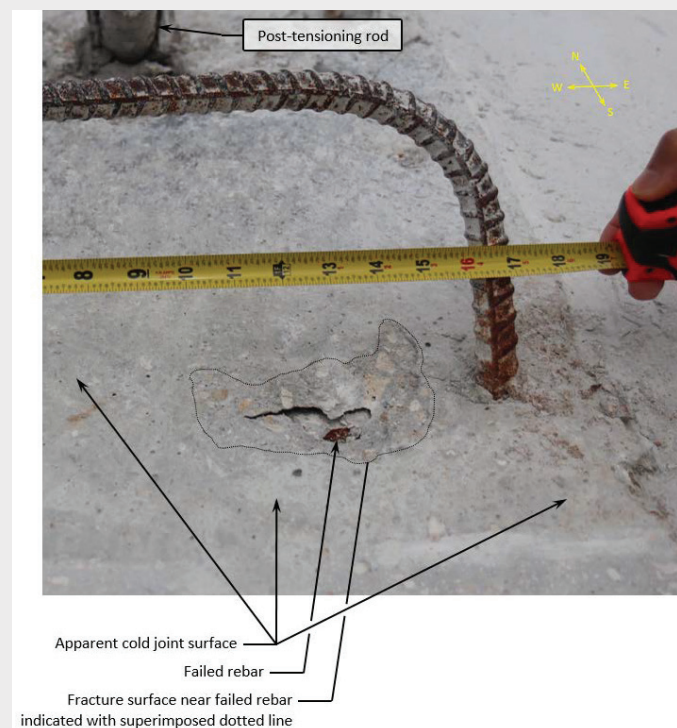 Post-tensioning rod
N
W E
S
8 9 10 11 13 14 15 16 17 18 19
Apparent cold joint surface
Failed rebar
Fracture surface near failed rebar
indicated with superimposed dotted line